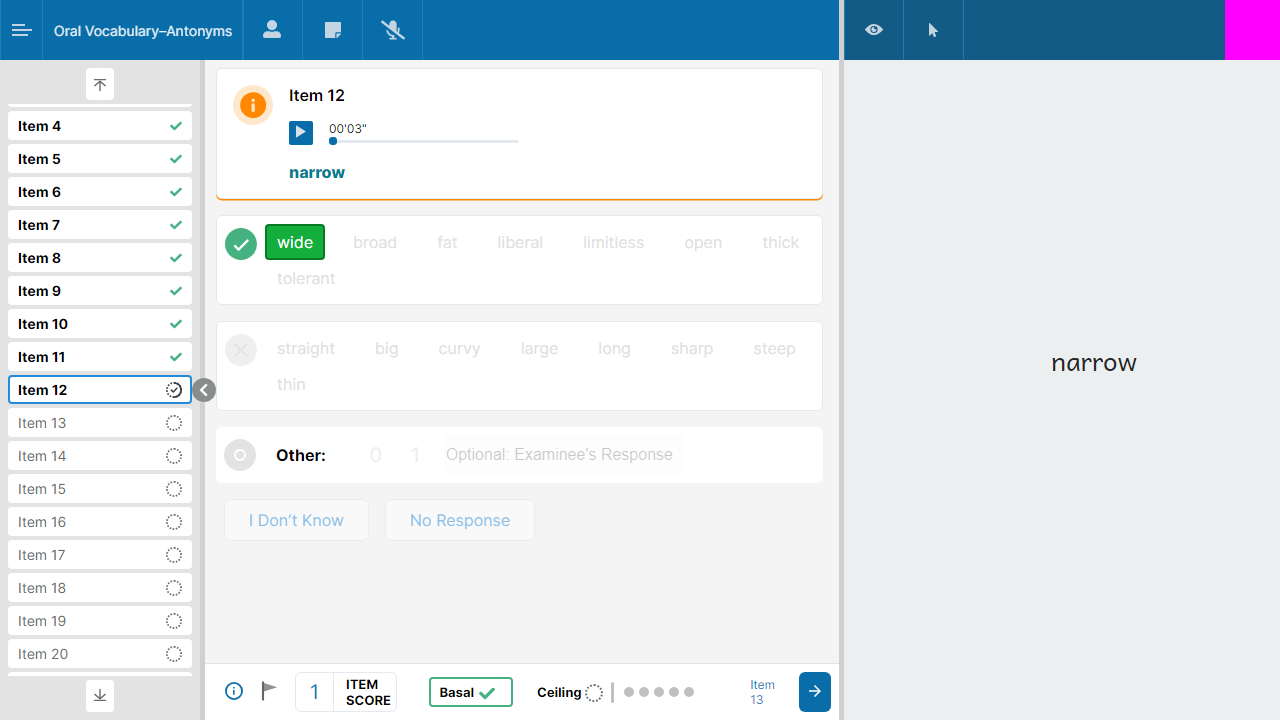 Oral Vocabulary–Antonyms
Item 4
Item 5
Item 6
Item 7
Item 8
Item 9
Item 10
Item 11
Item 12
Item 13
Item 14
Item 15
Item 16
Item 17
Item 18
Item 19
Item 20
Item 12
00'03"
narrow
wide broad fat liberal limitless open thick
tolerant
straight big curvy large long sharp steep
thin
Other: 0 1 Optional: Examinee's Response
I Don't Know No Response
1 ITEM SCORE Basal Ceiling Item 13
narrow